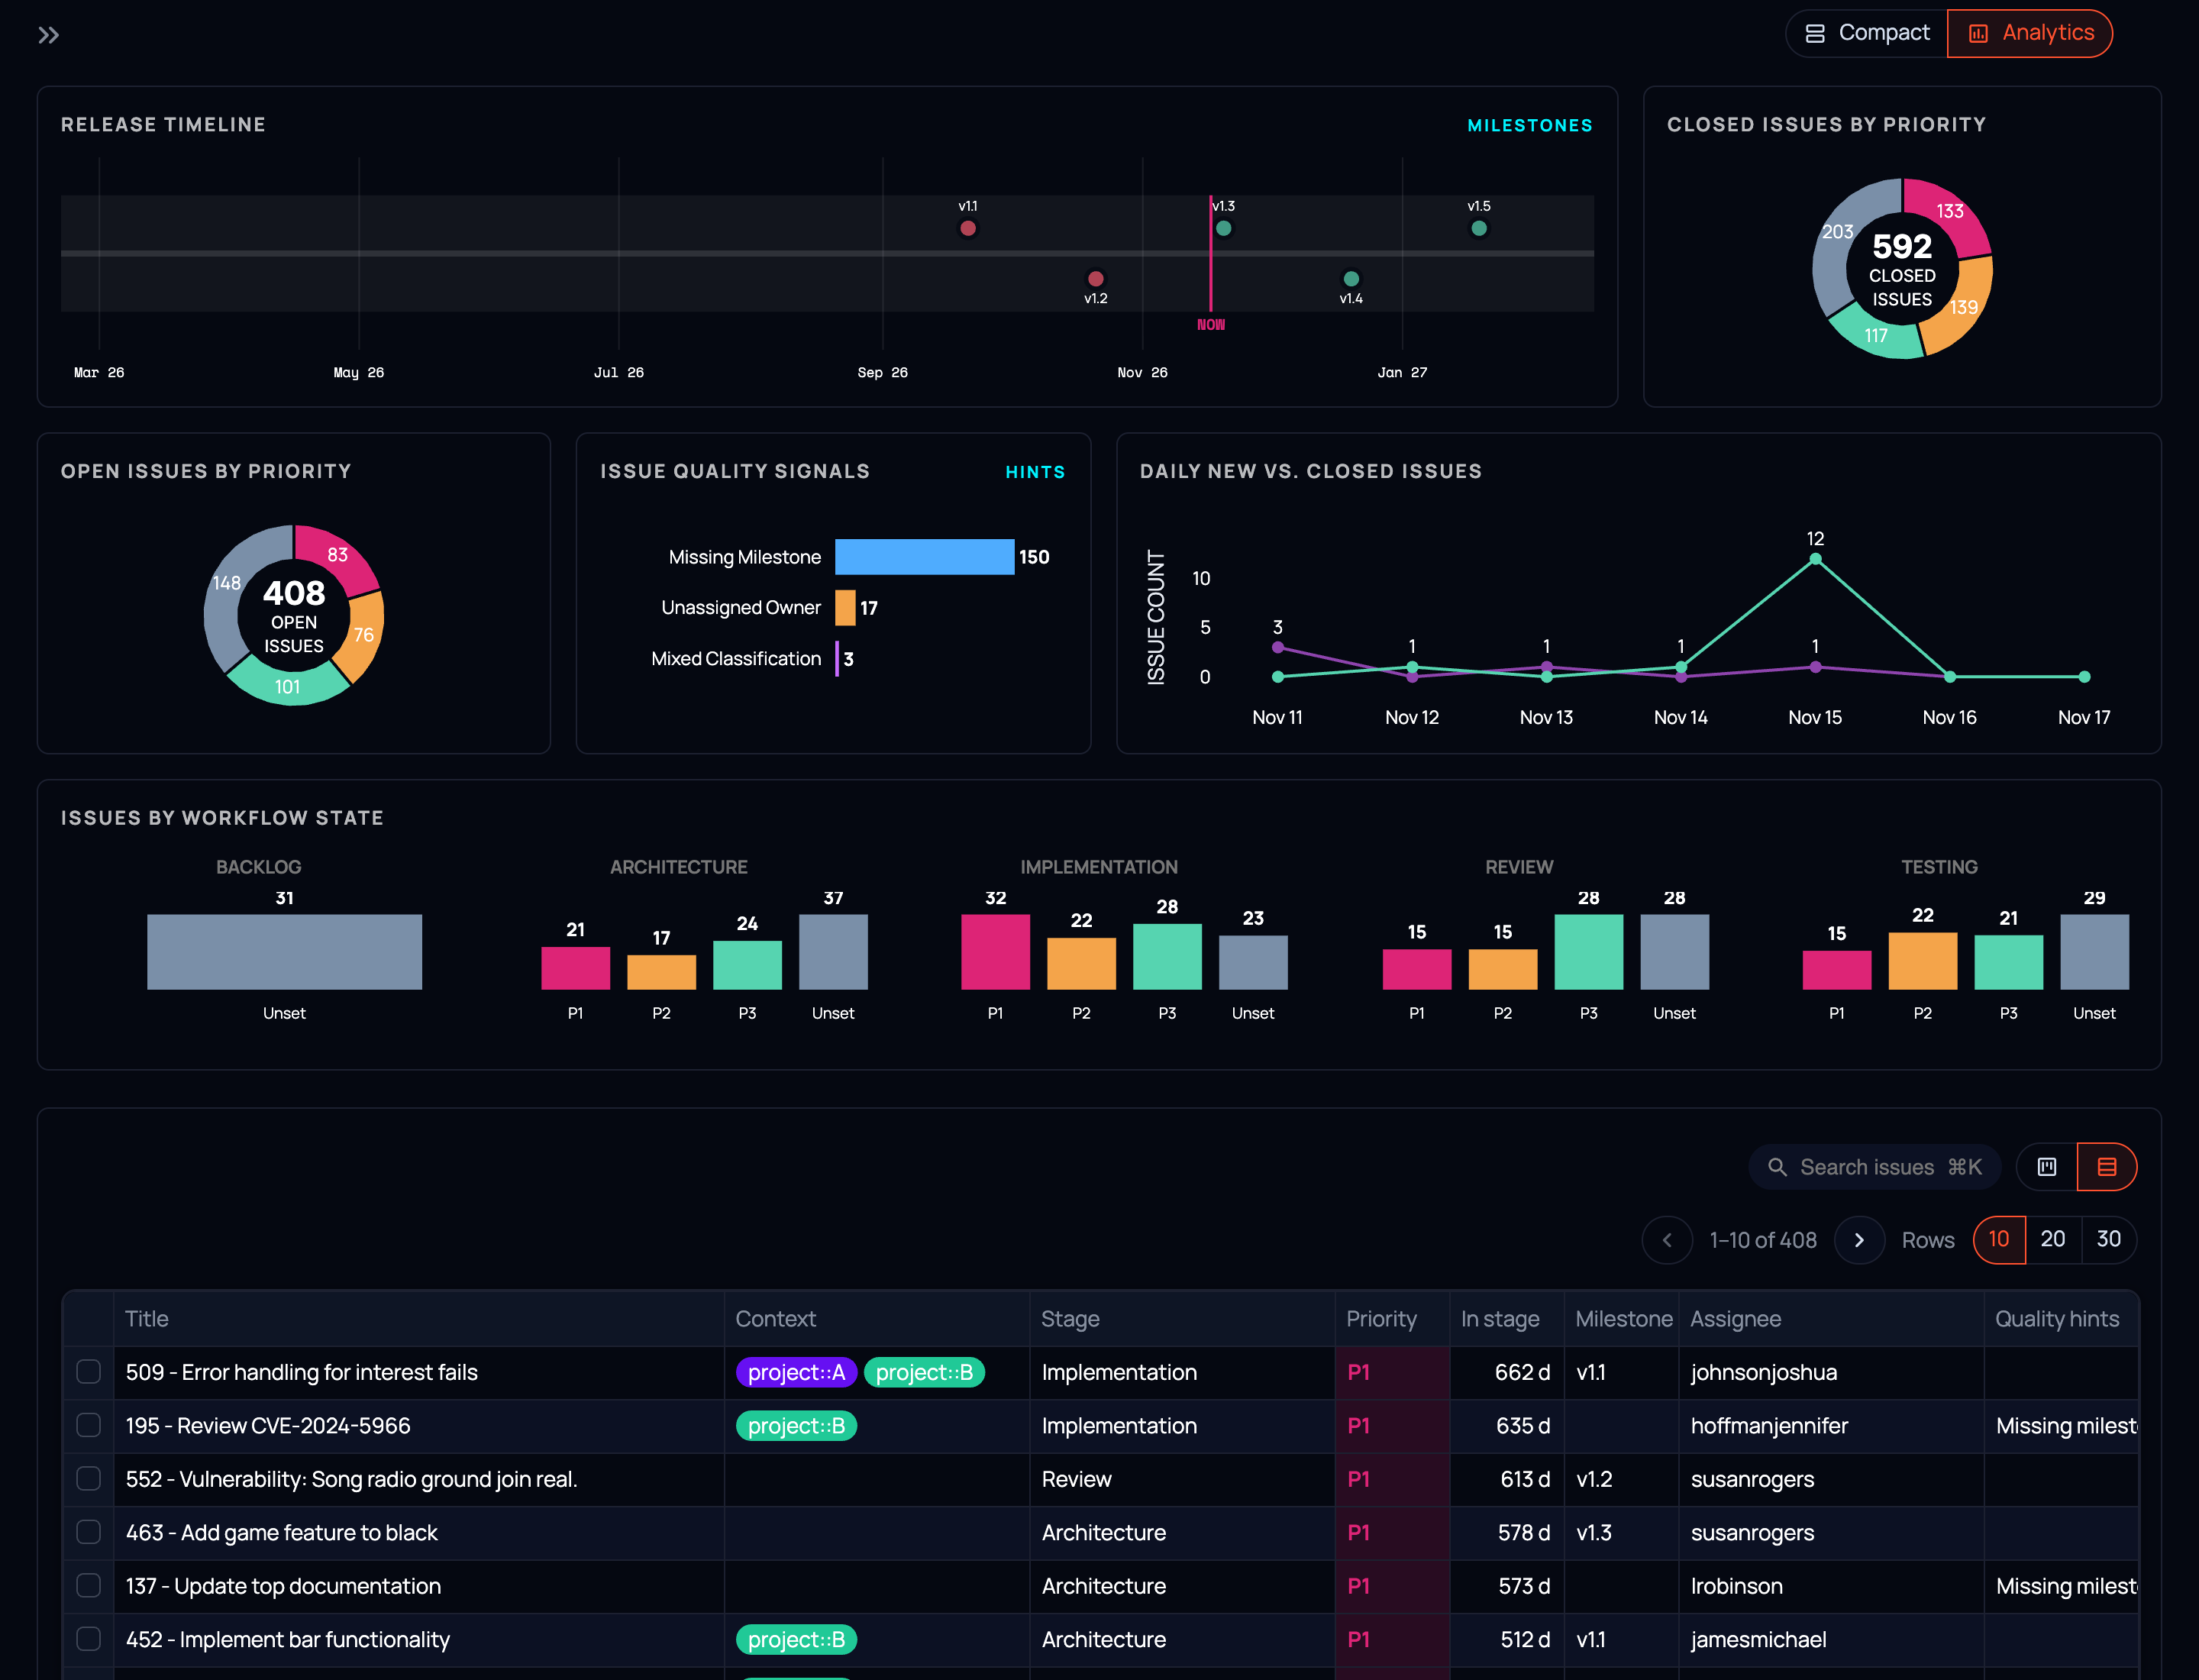 Compact
Analytics
RELEASE TIMELINE
MILESTONES
v1.1
v1.3
v1.5
v1.2
v1.4
NOW
Mar 26
May 26
Jul 26
Sep 26
Nov 26
Jan 27
CLOSED ISSUES BY PRIORITY
133
203
592
CLOSED
ISSUES
139
117
OPEN ISSUES BY PRIORITY
83
148
408
OPEN
ISSUES
76
101
ISSUE QUALITY SIGNALS
HINTS
Missing Milestone 150
Unassigned Owner 17
Mixed Classification 3
DAILY NEW VS. CLOSED ISSUES
ISSUE COUNT
10
5
0
3
1
1
1
12
1
Nov 11
Nov 12
Nov 13
Nov 14
Nov 15
Nov 16
Nov 17
ISSUES BY WORKFLOW STATE
BACKLOG
31
Unset
ARCHITECTURE
21
17
24
37
P1
P2
P3
Unset
IMPLEMENTATION
32
22
28
23
P1
P2
P3
Unset
REVIEW
15
15
28
28
P1
P2
P3
Unset
TESTING
15
22
21
29
P1
P2
P3
Unset
Search issues ⌘K
1–10 of 408
Rows
10
20
30
Title Context Stage Priority In stage Milestone Assignee Quality hints
509 - Error handling for interest fails project::A project::B Implementation P1 662 d v1.1 johnsonjoshua
195 - Review CVE-2024-5966 project::B Implementation P1 635 d hoffmanjennifer Missing milest
552 - Vulnerability: Song radio ground join real. Review P1 613 d v1.2 susanrogers
463 - Add game feature to black Architecture P1 578 d v1.3 susanrogers
137 - Update top documentation Architecture P1 573 d lrobinson Missing milest
452 - Implement bar functionality project::B Architecture P1 512 d v1.1 jamesmichael